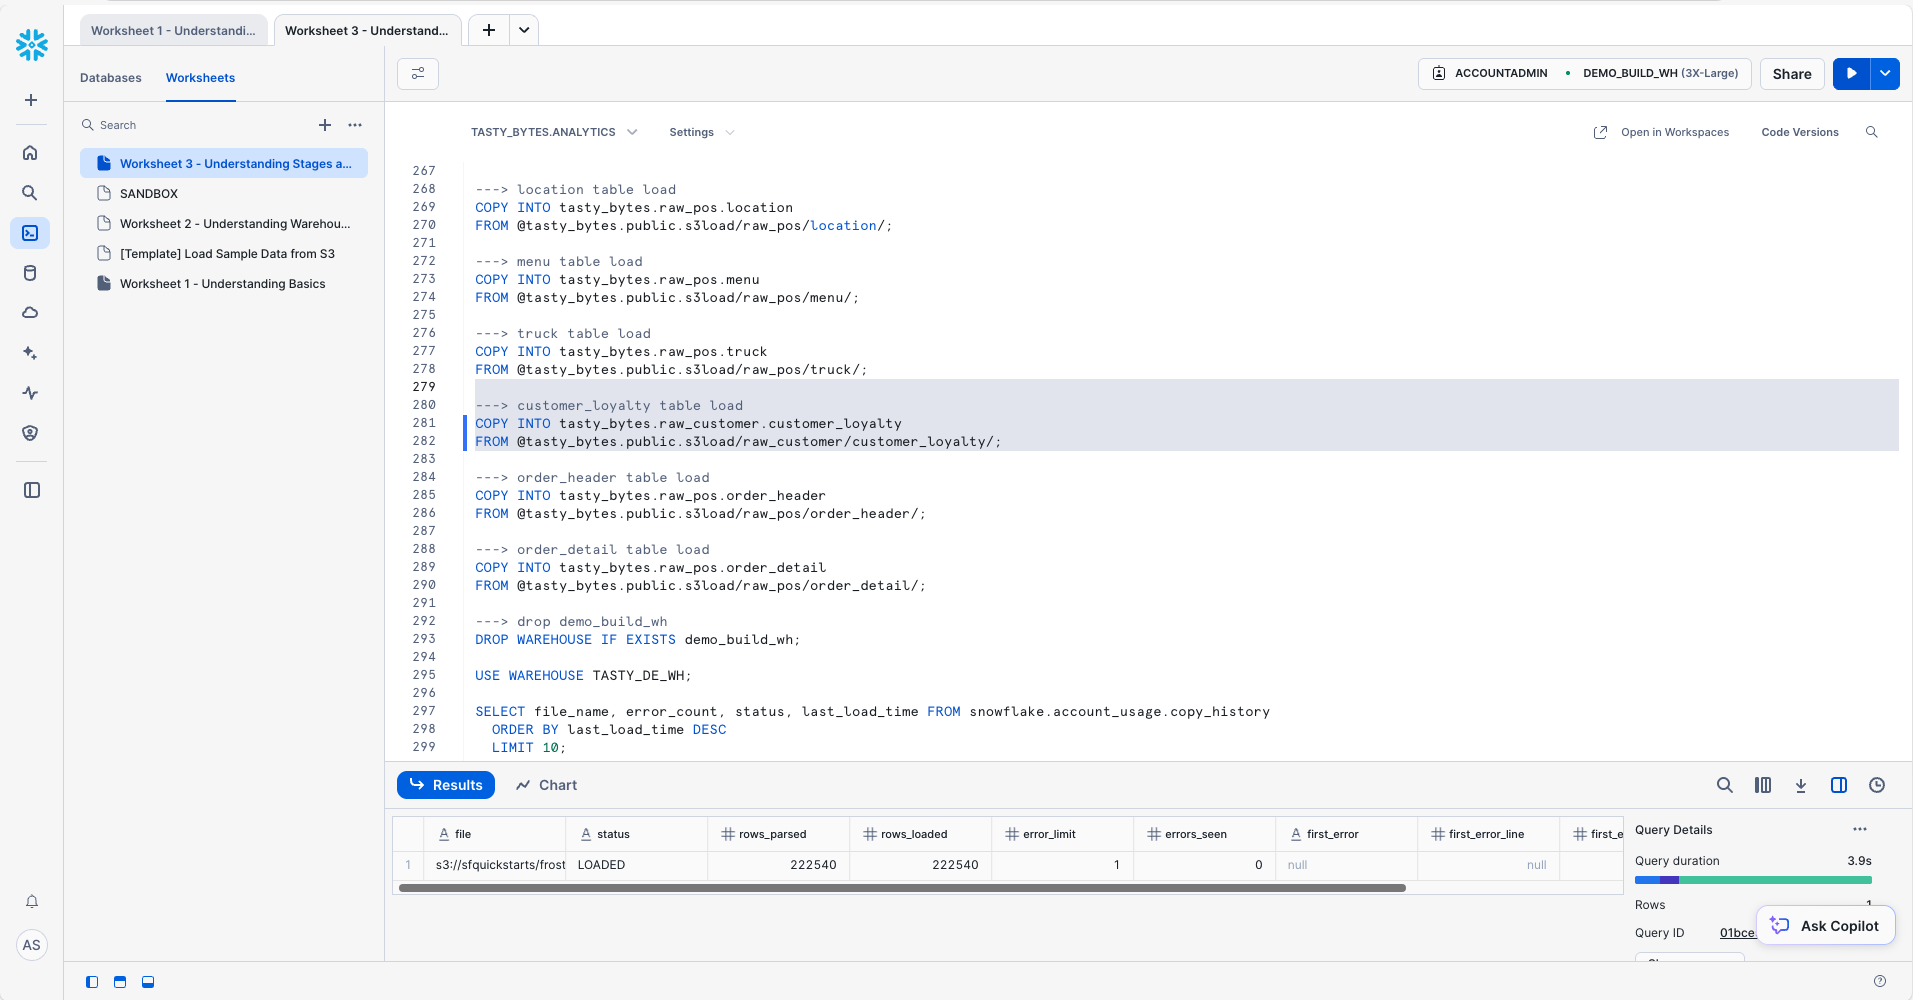 Worksheet 1 - Understandi...
Worksheet 3 - Understand...
Databases
Worksheets
Search
Worksheet 3 - Understanding Stages a...
SANDBOX
Worksheet 2 - Understanding Warehou...
[Template] Load Sample Data from S3
Worksheet 1 - Understanding Basics
AS
ACCOUNTADMIN
DEMO_BUILD_WH (3X-Large)
Share
TASTY_BYTES.ANALYTICS
Settings
Open in Workspaces
Code Versions
267
268 ---> location table load
269 COPY INTO tasty_bytes.raw_pos.location
270 FROM @tasty_bytes.public.s3load/raw_pos/location/;
271
272 ---> menu table load
273 COPY INTO tasty_bytes.raw_pos.menu
274 FROM @tasty_bytes.public.s3load/raw_pos/menu/;
275
276 ---> truck table load
277 COPY INTO tasty_bytes.raw_pos.truck
278 FROM @tasty_bytes.public.s3load/raw_pos/truck/;
279
280 ---> customer_loyalty table load
281 COPY INTO tasty_bytes.raw_customer.customer_loyalty
282 FROM @tasty_bytes.public.s3load/raw_customer/customer_loyalty/;
283
284 ---> order_header table load
285 COPY INTO tasty_bytes.raw_pos.order_header
286 FROM @tasty_bytes.public.s3load/raw_pos/order_header/;
287
288 ---> order_detail table load
289 COPY INTO tasty_bytes.raw_pos.order_detail
290 FROM @tasty_bytes.public.s3load/raw_pos/order_detail/;
291
292 ---> drop demo_build_wh
293 DROP WAREHOUSE IF EXISTS demo_build_wh;
294
295 USE WAREHOUSE TASTY_DE_WH;
296
297 SELECT file_name, error_count, status, last_load_time FROM snowflake.account_usage.copy_history
298 ORDER BY last_load_time DESC
299 LIMIT 10;
Results
Chart
A file A status # rows_parsed # rows_loaded # error_limit # errors_seen A first_error # first_error_line # first_e
1 s3://sfquickstarts/frost LOADED 222540 222540 1 0 null null
Query Details
Query duration 3.9s
Rows 1
Query ID 01bce
Ask Copilot